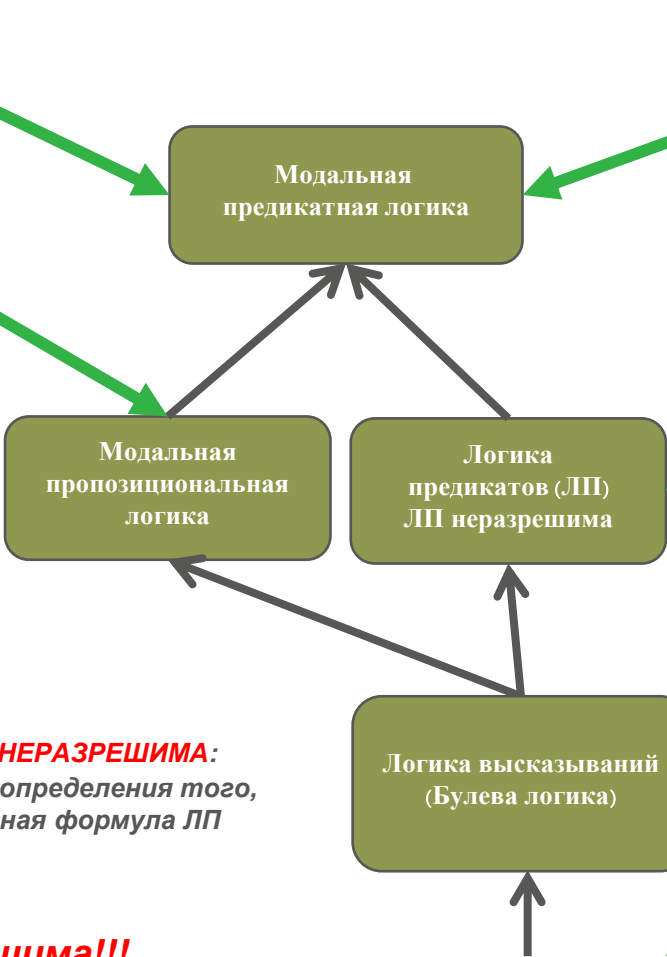 Модальная
предикатная логика
Модальная
пропозициональная
логика
Логика
предикатов (ЛП)
ЛП неразрешима
НЕРАЗРЕШИМА:
определения того,
ная формула ЛП
Логика высказываний
(Булева логика)
шима!!!